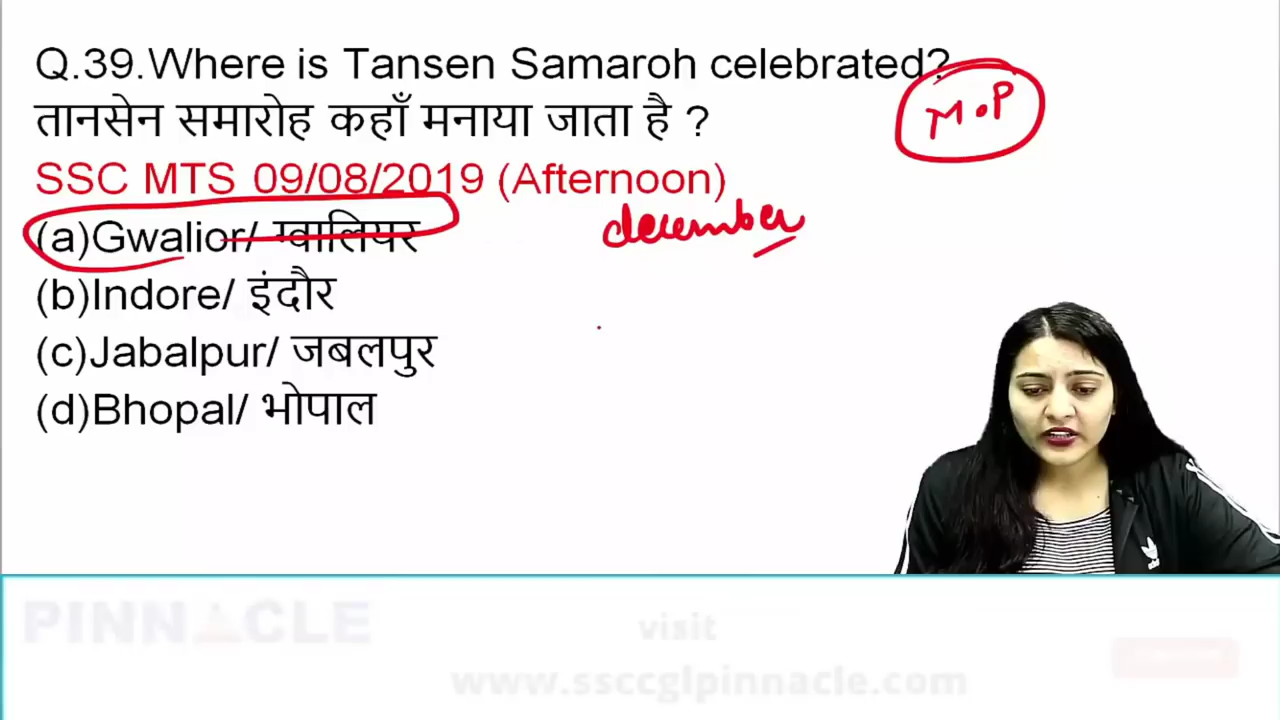 Q.39.Where is Tansen Samaroh celebrated?
तानसेन समारोह कहाँ मनाया जाता है ?
M.P
SSC MTS 09/08/2019 (Afternoon)
december
(a)Gwalior/ ग्वालियर
(b)Indore/ इंदौर
(c)Jabalpur/ जबलपुर
(d)Bhopal/ भोपाल
PINNACLE
visit
www.ssccglpinnacle.com